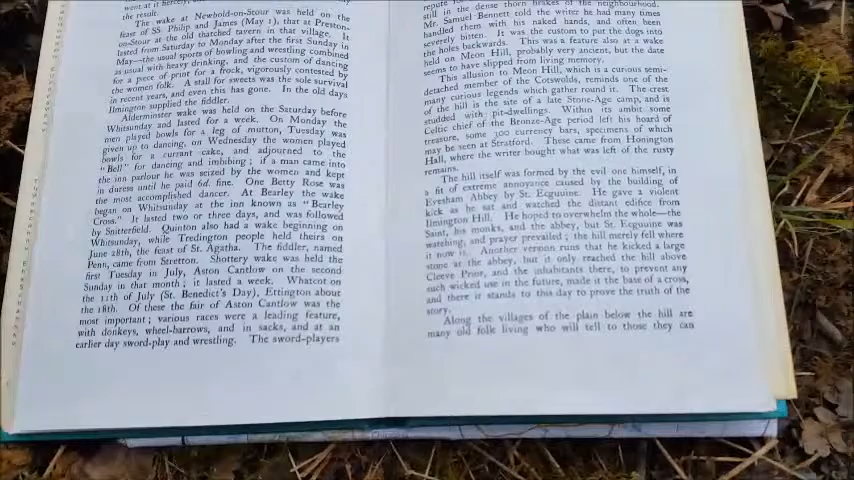 the result.
The wake at Newbold-on-Stour was held on the
feast of SS. Philip and James (May 1), that at Preston-
on-Stour at the old thatched tavern in that village. It
lasted from Saturday to Monday after the first Sunday in
May—the usual sports of bowling and wrestling combined
as usual with heavy drinking, and the custom of dancing
for a piece of print for a frock, vigorously contested by
the women folk. A stall for sweets was the sole survival
in recent years, and even this has gone. In the old days
Ilmington supplied the fiddler.
Alderminster wake was held on the Saturday before
Whitsunday and lasted for a week. On Monday the
men played bowls for a leg of mutton, Tuesday was
given up to dancing, on Wednesday the women played
bowls for a currant cake, and adjourned to the
"Bell" for dancing and imbibing; if a man came into
the inn parlour he was seized by the women and kept
in duress until he paid 6d. fine. One Betty Rose was
the most accomplished dancer. At Bearley the wake
began on Whitsunday at the inn known as "Bearley
Cross." It lasted two or three days, and was followed
by Snitterfield. Quinton also had a wake beginning on
Whitsunday, while Tredington people held theirs on
June 28th, the feast of St. Agatha. The fiddler, named
Penn, came from Stretton. Shottery wake was held the
first Tuesday in July, Aston Cantlow on the second
Sunday in that month; it lasted a week. Whatcot on
the 11th of July (St. Benedict's Day), Ettington about
the 18th. Of these the fair of Aston Cantlow was the
most important; various races were a leading feature,
with donkeys, wheel-barrows, and in sacks, and at an
earlier day sword-play and wrestling. The sword-players
still in the dense thorn brakes of the neighbourhood.
Mr. Samuel Bennett told the writer he had many times
handled them with his naked hands, and often been
severely bitten. It was the custom to put the dogs into
the holes backwards. This was a feature also at a wake
held on Meon Hill, probably very ancient, but the date
seems to have slipped from living memory.
This allusion to Meon Hill, which is a curious semi-
detached member of the Cotswolds, reminds one of the
many curious legends which gather round it. The crest
of the hill is the site of a late Stone-Age camp, and is
studded with pit-dwellings. Within its ambit some
Celtic chief of the Bronze-Age period left his hoard of
treasure, some 300 currency bars, specimens of which
may be seen at Stratford. These came from Honington
Hall, where the writer bought what was left of the rusty
remains.
The hill itself was formed by the evil one himself, in
a fit of extreme annoyance caused by the building of
Evesham Abbey by St. Ecguuine. He gave a violent
kick as he sat and watched the distant edifice from
Ilmington Hill. He hoped to overwhelm the whole—the
Saint, his monks, and the abbey, but St. Ecguuine was
watching, and prayer prevailed; the hill merely fell where
it now is. Another version runs that he kicked a large
stone at the abbey, but it only reached the hill above
Cleeve Prior, and the inhabitants there, to prevent any
such wicked use in the future, made it the base of a cross,
and there it stands to this day to prove the truth of the
story.
Along the villages of the plain below the hill are
many old folk living who will tell to those they can